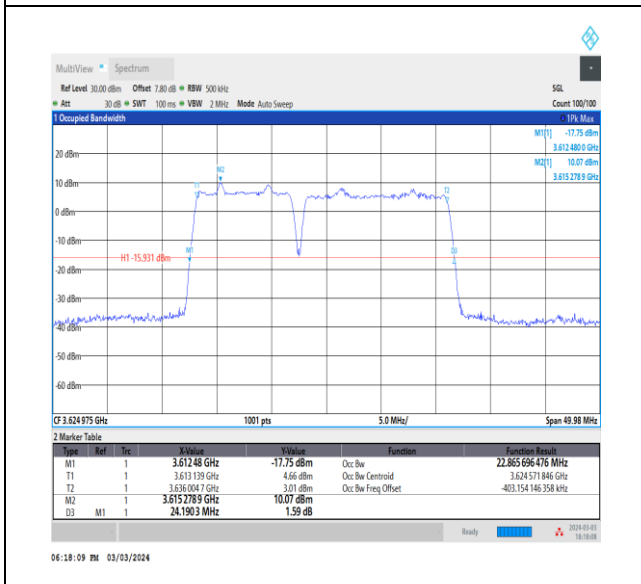 MultiView Spectrum
Ref Level 30.00 dBm Offset 7.80 dB RBW 500 kHz SGL
Att 30 dB SWT 100 ms VBW 2 MHz Mode Auto Sweep Count 100/100
1 Occupied Bandwidth 1Pk Max
M1[1] -17.75 dBm
3.612 480 0 GHz
M2[1] 10.07 dBm
3.615 278 9 GHz
20 dBm
M2
10 dBm
T1
T2
0 dBm
-10 dBm
M1
D3
H1 -15.931 dBm
-20 dBm
-30 dBm
-40 dBm
-50 dBm
-60 dBm
CF 3.624 975 GHz 1001 pts 5.0 MHz/ Span 49.98 MHz
2 Marker Table
Type Ref Trc X-Value Y-Value Function Function Result
M1 1 3.612 48 GHz -17.75 dBm Occ Bw 22.865 696 476 MHz
T1 1 3.613 139 GHz 4.66 dBm Occ Bw Centroid 3.624 571 846 GHz
T2 1 3.636 004 7 GHz 3.01 dBm Occ Bw Freq Offset -403.154 146 358 kHz
M2 1 3.615 278 9 GHz 10.07 dBm
D3 M1 1 24.190 3 MHz 1.59 dB
Ready 2024-03-03
18:18:08
06:18:09 PM 03/03/2024